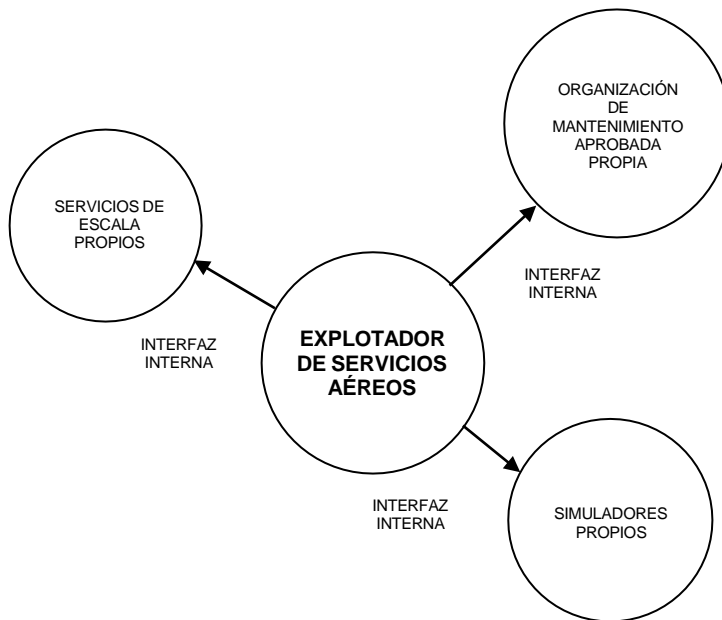 ORGANIZACIÓN
DE
MANTENIMIENTO
APROBADA
PROPIA
SERVICIOS DE
ESCALA
PROPIOS
INTERFAZ
INTERNA
INTERFAZ
INTERNA
EXPLOTADOR
DE SERVICIOS
AÉREOS
INTERFAZ
INTERNA
SIMULADORES
PROPIOS